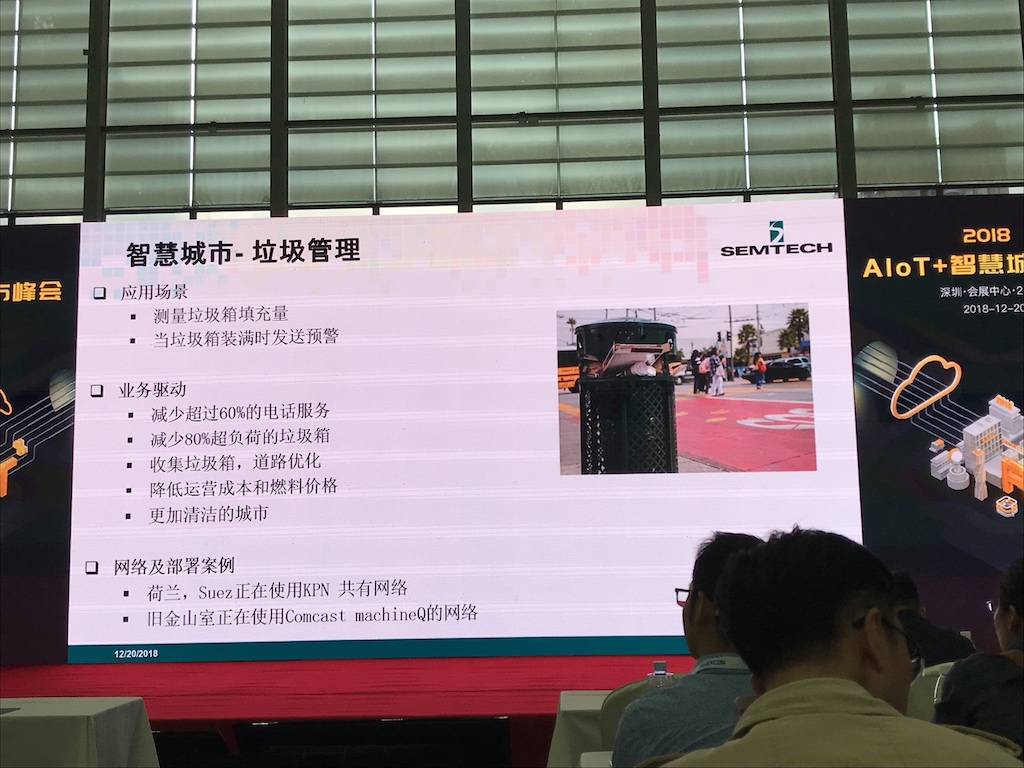 智慧城市- 垃圾管理
SEMTECH
应用场景
测量垃圾箱填充量
当垃圾箱装满时发送预警
业务驱动
减少超过60%的电话服务
减少80%超负荷的垃圾箱
收集垃圾箱，道路优化
降低运营成本和燃料价格
更加清洁的城市
网络及部署案例
荷兰，Suez正在使用KPN 共有网络
旧金山室正在使用Comcast machineQ的网络
12/20/2018
市峰会
2018
AIoT+智慧城
深圳·会展中心·2
2018-12-20